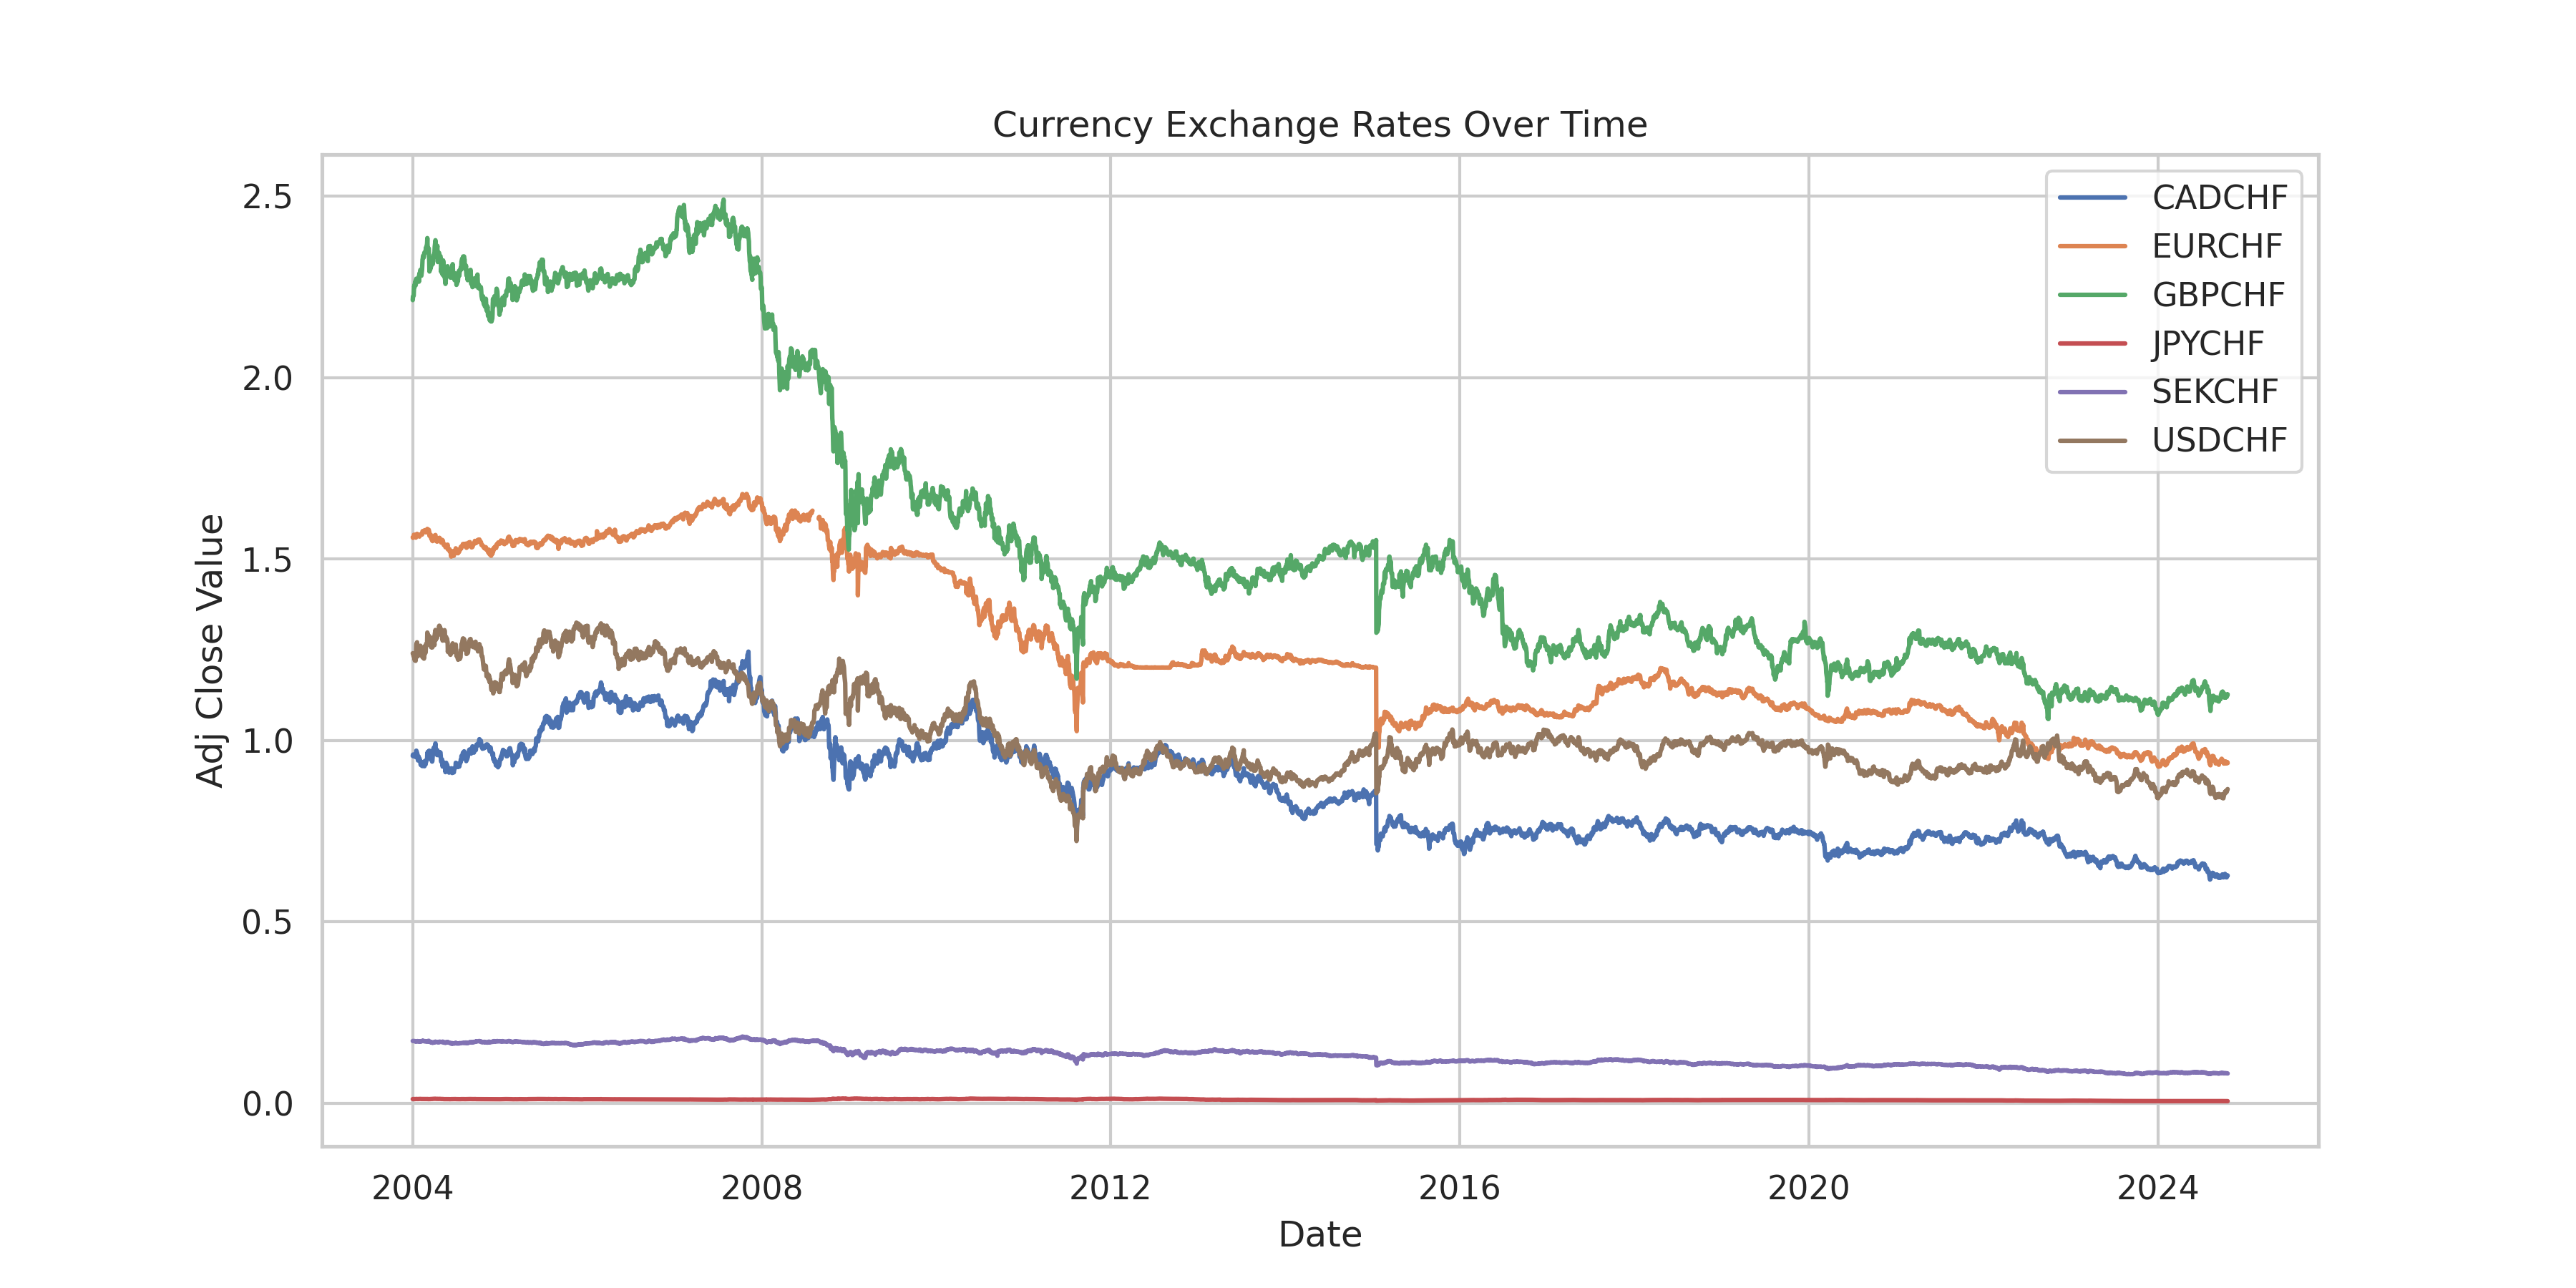 Currency Exchange Rates Over Time
CADCHF
EURCHF
GBPCHF
JPYCHF
SEKCHF
USDCHF
Adj Close Value
2.5
2.0
1.5
1.0
0.5
0.0
2004 2008 2012 2016 2020 2024
Date